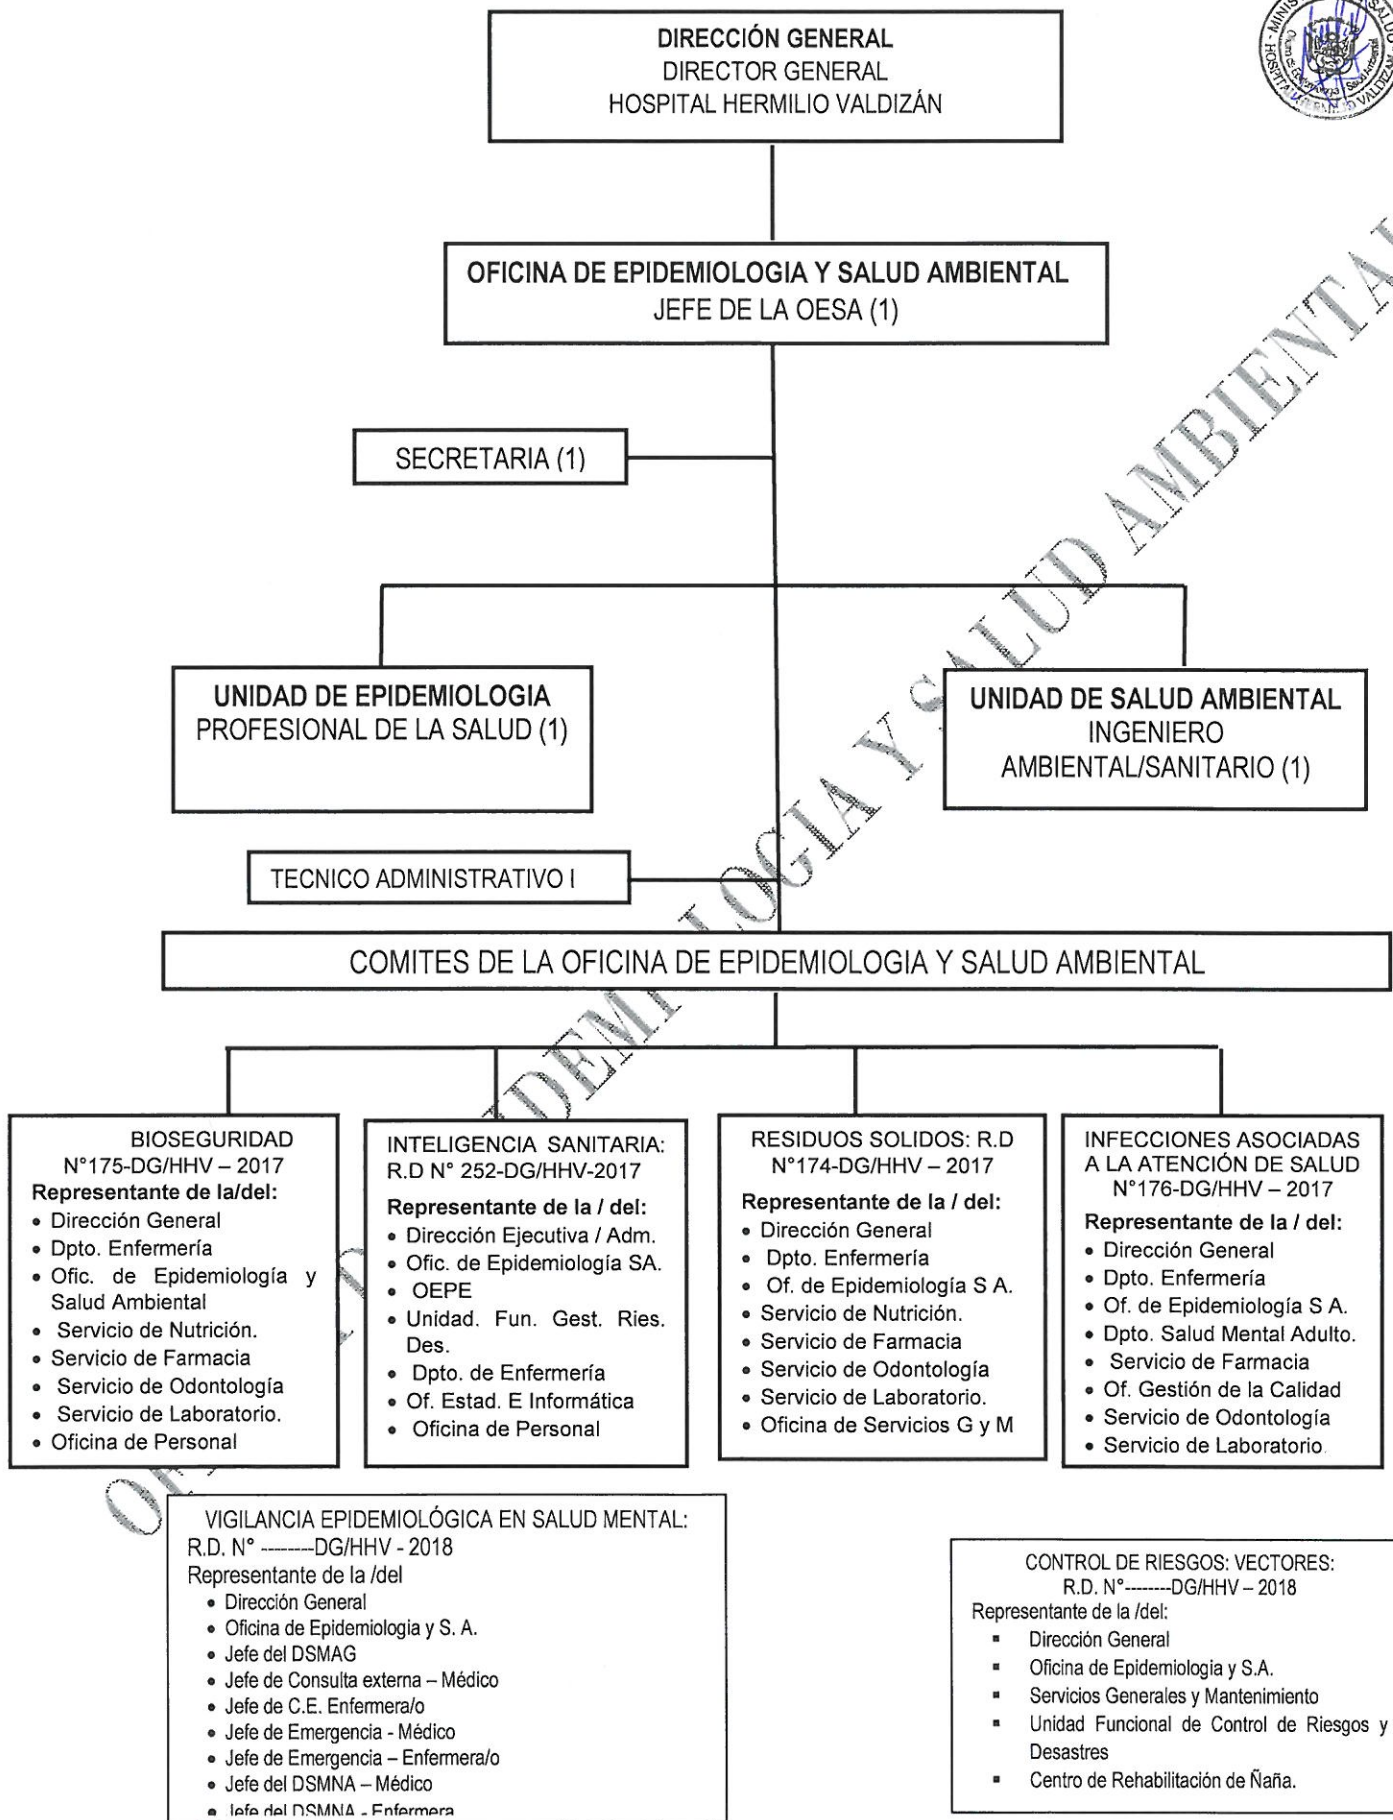 DIRECCIÓN GENERAL
DIRECTOR GENERAL
HOSPITAL HERMILIO VALDIZÁN
OFICINA DE EPIDEMIOLOGIA Y SALUD AMBIENTAL
JEFE DE LA OESA (1)
SECRETARIA (1)
UNIDAD DE EPIDEMIOLOGIA
PROFESIONAL DE LA SALUD (1)
UNIDAD DE SALUD AMBIENTAL
INGENIERO
AMBIENTAL/SANITARIO (1)
TECNICO ADMINISTRATIVO I
COMITES DE LA OFICINA DE EPIDEMIOLOGIA Y SALUD AMBIENTAL
BIOSEGURIDAD
N°175-DG/HHV – 2017
Representante de la/del:
• Dirección General
• Dpto. Enfermería
• Ofic. de Epidemiología y
Salud Ambiental
• Servicio de Nutrición.
• Servicio de Farmacia
• Servicio de Odontología
• Servicio de Laboratorio.
• Oficina de Personal
INTELIGENCIA SANITARIA:
R.D N° 252-DG/HHV-2017
Representante de la / del:
• Dirección Ejecutiva / Adm.
• Ofic. de Epidemiología SA.
• OEPE
• Unidad. Fun. Gest. Ries.
Des.
• Dpto. de Enfermería
• Of. Estad. E Informática
• Oficina de Personal
RESIDUOS SOLIDOS: R.D
N°174-DG/HHV – 2017
Representante de la / del:
• Dirección General
• Dpto. Enfermería
• Of. de Epidemiología S A.
• Servicio de Nutrición.
• Servicio de Farmacia
• Servicio de Odontología
• Servicio de Laboratorio.
• Oficina de Servicios G y M
INFECCIONES ASOCIADAS
A LA ATENCIÓN DE SALUD
N°176-DG/HHV – 2017
Representante de la / del:
• Dirección General
• Dpto. Enfermería
• Of. de Epidemiología S A.
• Dpto. Salud Mental Adulto.
• Servicio de Farmacia
• Of. Gestión de la Calidad
• Servicio de Odontología
• Servicio de Laboratorio.
VIGILANCIA EPIDEMIOLÓGICA EN SALUD MENTAL:
R.D. N° --------DG/HHV - 2018
Representante de la /del
• Dirección General
• Oficina de Epidemiologia y S. A.
• Jefe del DSMAG
• Jefe de Consulta externa – Médico
• Jefe de C.E. Enfermera/o
• Jefe de Emergencia - Médico
• Jefe de Emergencia – Enfermera/o
• Jefe del DSMNA – Médico
• Jefe del DSMNA - Enfermera
CONTROL DE RIESGOS: VECTORES:
R.D. N°--------DG/HHV – 2018
Representante de la /del:
▪ Dirección General
▪ Oficina de Epidemiologia y S.A.
▪ Servicios Generales y Mantenimiento
▪ Unidad Funcional de Control de Riesgos y
Desastres
▪ Centro de Rehabilitación de Ñaña.
EPIDEMIOLOGIA Y SALUD AMBIENTAL